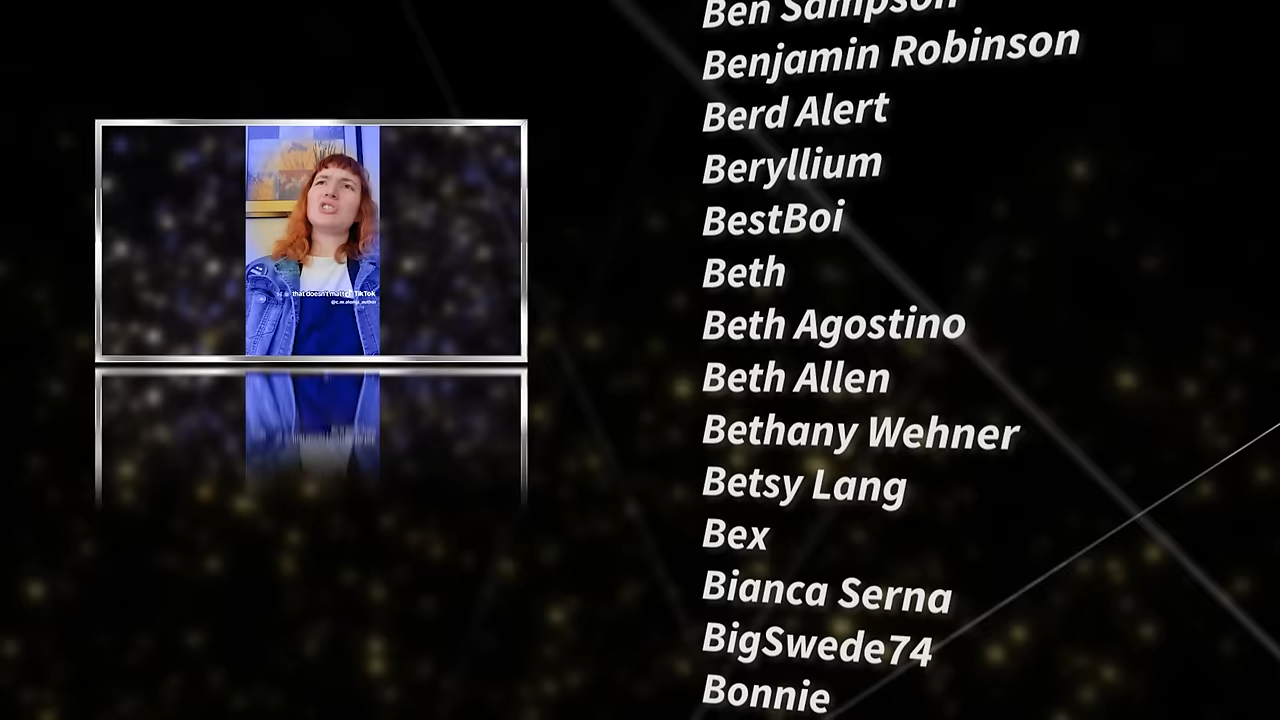 that doesn't matter TikTok
@c.m.alongi_author
Ben Sampson
Benjamin Robinson
Berd Alert
Beryllium
BestBoi
Beth
Beth Agostino
Beth Allen
Bethany Wehner
Betsy Lang
Bex
Bianca Serna
BigSwede74
Bonnie